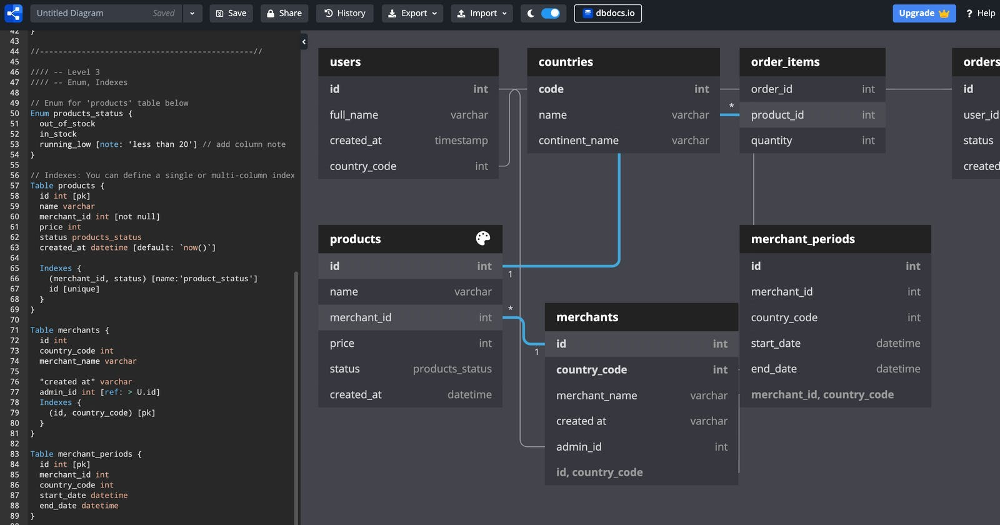 Untitled Diagram Saved Save Share History Export Import dbdocs.io Upgrade ? Help
42 }
43
44 //----------------------------------------------//
45
46 //// -- Level 3
47 //// -- Enum, Indexes
48
49 // Enum for 'products' table below
50 Enum products_status {
51 out_of_stock
52 in_stock
53 running_low [note: 'less than 20'] // add column note
54 }
55
56 // Indexes: You can define a single or multi-column index
57 Table products {
58 id int [pk]
59 name varchar
60 merchant_id int [not null]
61 price int
62 status products_status
63 created_at datetime [default: `now()`]
64
65 Indexes {
66 (merchant_id, status) [name:'product_status']
67 id [unique]
68 }
69 }
70
71 Table merchants {
72 id int
73 country_code int
74 merchant_name varchar
75
76 "created at" varchar
77 admin_id int [ref: > U.id]
78 Indexes {
79 (id, country_code) [pk]
80 }
81 }
82
83 Table merchant_periods {
84 id int [pk]
85 merchant_id int
86 country_code int
87 start_date datetime
88 end_date datetime
89 }
users
id int
full_name varchar
created_at timestamp
country_code int
countries
code int
name varchar
continent_name varchar
*
order_items
order_id int
product_id int
quantity int
orders
id
user_id
status
created
products
id int
name varchar
merchant_id int
price int
status products_status
created_at datetime
1
*
1
merchants
id int
country_code int
merchant_name varchar
created at varchar
admin_id int
id, country_code
merchant_periods
id int
merchant_id int
country_code int
start_date datetime
end_date datetime
merchant_id, country_code